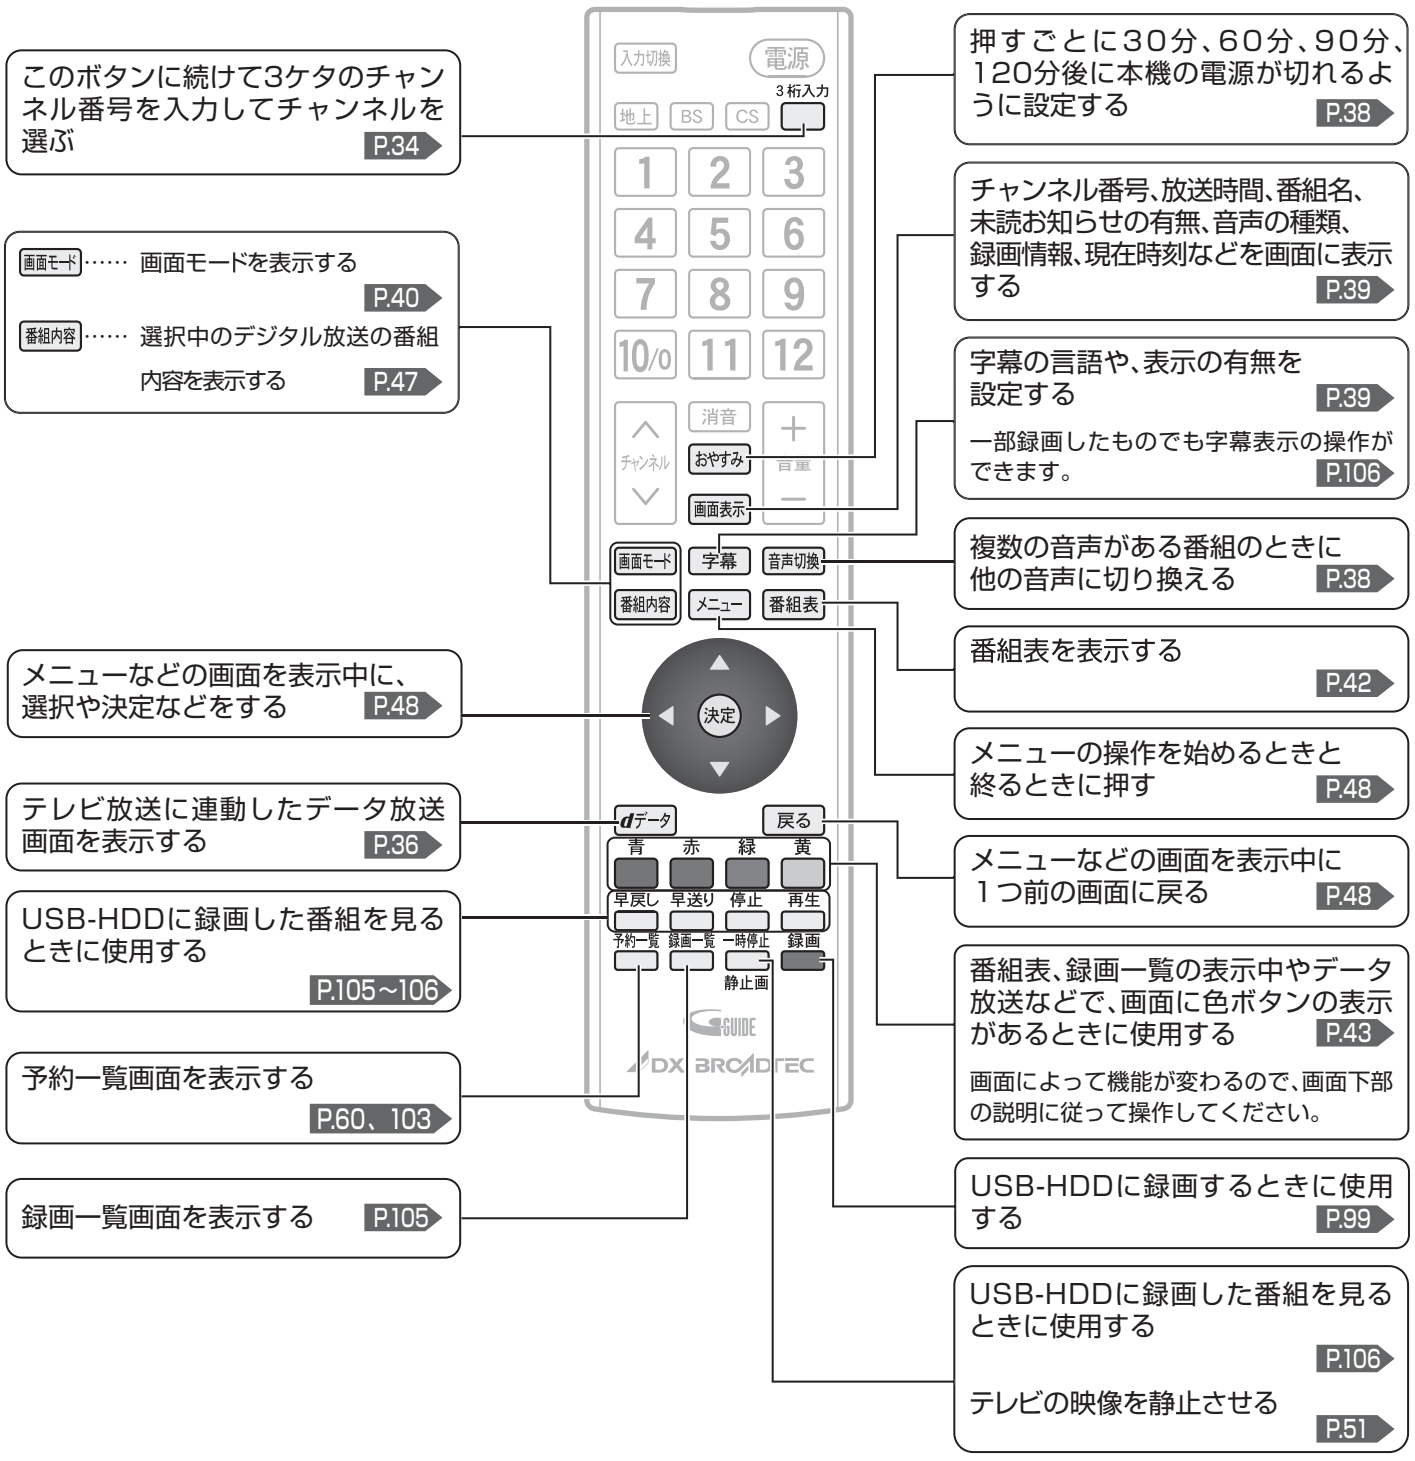 このボタンに続けて3ケタのチャン
ネル番号を入力してチャンネルを
選ぶ P.34
画面モード …… 画面モードを表示する
P.40
番組内容 …… 選択中のデジタル放送の番組
内容を表示する P.47
メニューなどの画面を表示中に、
選択や決定などをする P.48
テレビ放送に連動したデータ放送
画面を表示する P.36
USB-HDDに録画した番組を見る
ときに使用する
P.105～106
予約一覧画面を表示する
P.60、103
録画一覧画面を表示する P.105
入力切換 電源
3桁入力
地上 BS CS
1 2 3
4 5 6
7 8 9
10/0 11 12
消音
チャンネル おやすみ 音量
画面表示
画面モード 字幕 音声切換
番組内容 メニュー 番組表
決定
dデータ 戻る
青 赤 緑 黄
早戻し 早送り 停止 再生
予約一覧 録画一覧 一時停止 録画
静止画
G-GUIDE
DX BROADTEC
押すごとに30分、60分、90分、
120分後に本機の電源が切れるよ
うに設定する P.38
チャンネル番号、放送時間、番組名、
未読お知らせの有無、音声の種類、
録画情報、現在時刻などを画面に表示
する P.39
字幕の言語や、表示の有無を
設定する P.39
一部録画したものでも字幕表示の操作が
できます。 P.106
複数の音声がある番組のときに
他の音声に切り換える P.38
番組表を表示する
P.42
メニューの操作を始めるときと
終るときに押す P.48
メニューなどの画面を表示中に
1つ前の画面に戻る P.48
番組表、録画一覧の表示中やデータ
放送などで、画面に色ボタンの表示
があるときに使用する P.43
画面によって機能が変わるので、画面下部
の説明に従って操作してください。
USB-HDDに録画するときに使用
する P.99
USB-HDDに録画した番組を見る
ときに使用する
P.106
テレビの映像を静止させる
P.51